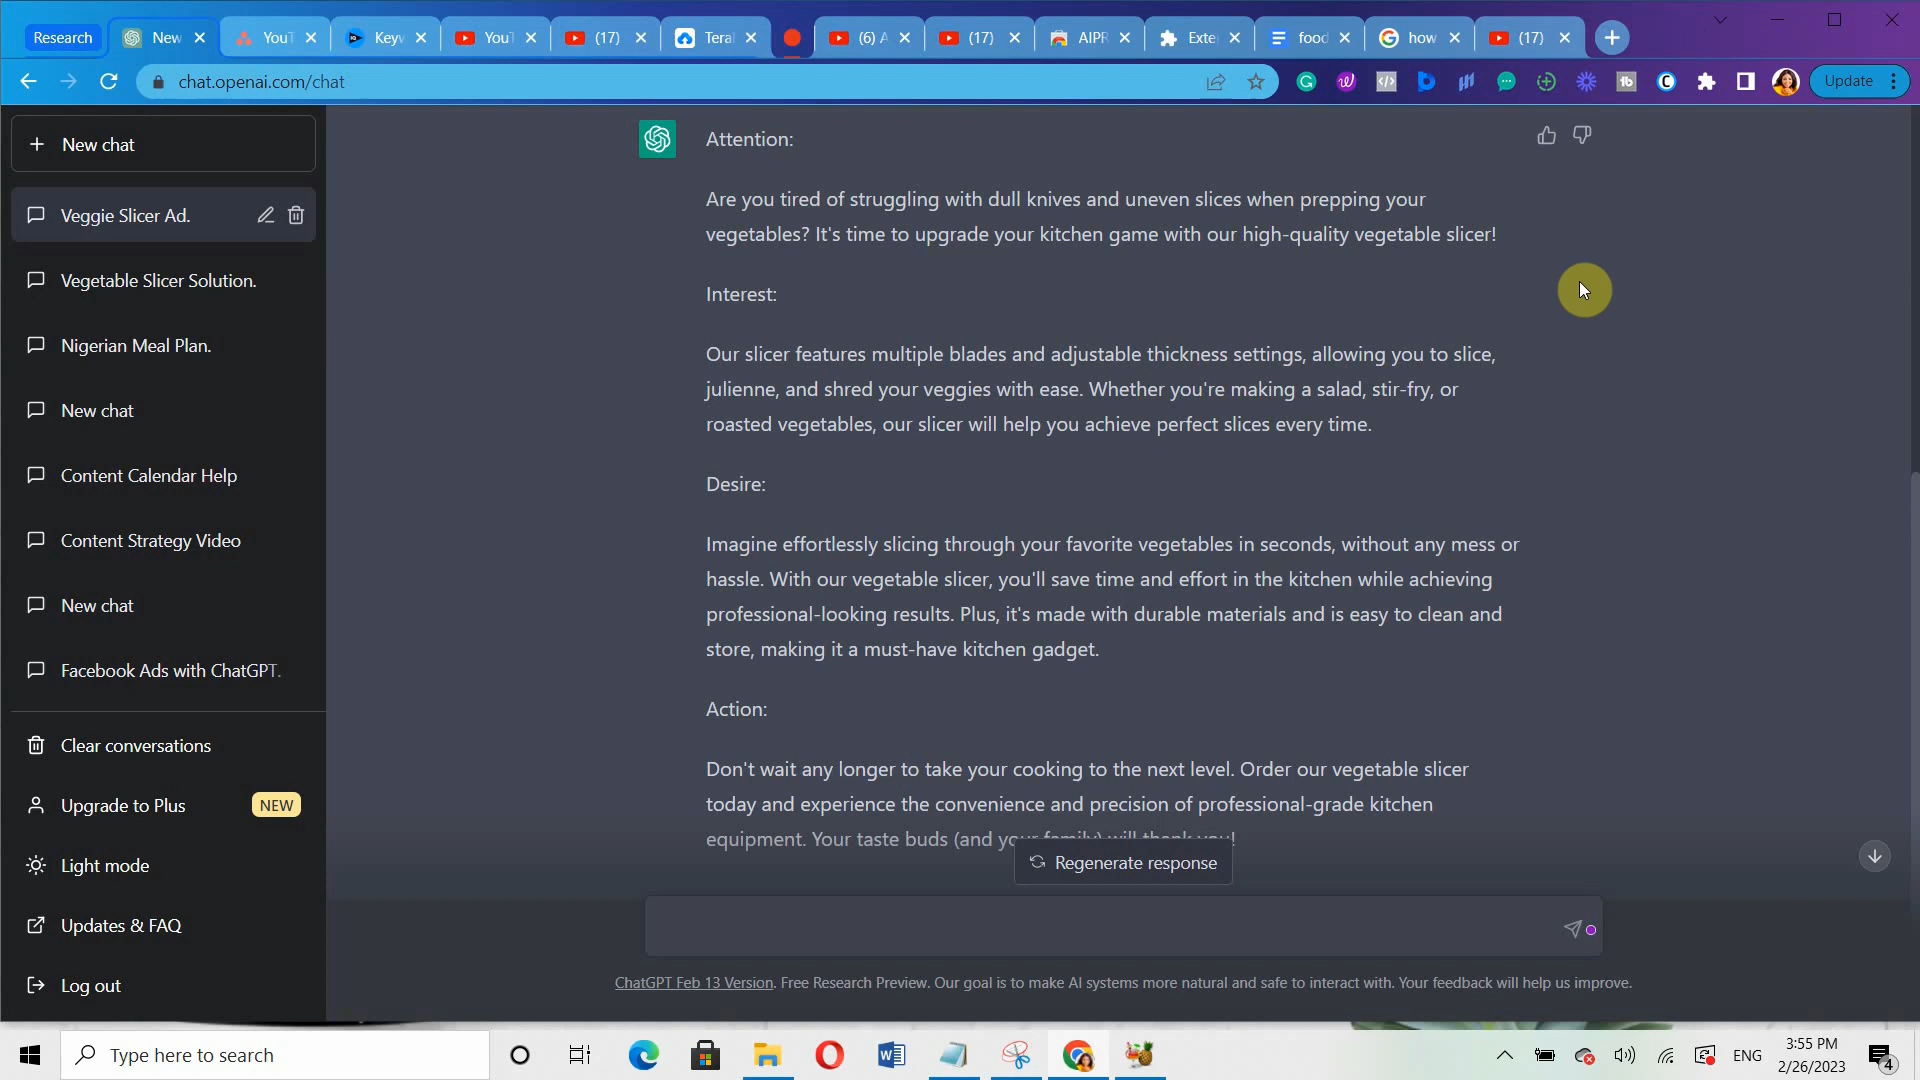 Research
New
YouT
Keyw
YouT
(17)
Tera
(6) A
(17)
AIPR
Exte
food
how
(17)
chat.openai.com/chat
Update
New chat
Veggie Slicer Ad.
Vegetable Slicer Solution.
Nigerian Meal Plan.
New chat
Content Calendar Help
Content Strategy Video
New chat
Facebook Ads with ChatGPT.
Clear conversations
Upgrade to Plus
NEW
Light mode
Updates & FAQ
Log out
Attention:
Are you tired of struggling with dull knives and uneven slices when prepping your
vegetables? It's time to upgrade your kitchen game with our high-quality vegetable slicer!
Interest:
Our slicer features multiple blades and adjustable thickness settings, allowing you to slice,
julienne, and shred your veggies with ease. Whether you're making a salad, stir-fry, or
roasted vegetables, our slicer will help you achieve perfect slices every time.
Desire:
Imagine effortlessly slicing through your favorite vegetables in seconds, without any mess or
hassle. With our vegetable slicer, you'll save time and effort in the kitchen while achieving
professional-looking results. Plus, it's made with durable materials and is easy to clean and
store, making it a must-have kitchen gadget.
Action:
Don't wait any longer to take your cooking to the next level. Order our vegetable slicer
today and experience the convenience and precision of professional-grade kitchen
equipment. Your taste buds (and your family) will thank you!
Regenerate response
ChatGPT Feb 13 Version. Free Research Preview. Our goal is to make AI systems more natural and safe to interact with. Your feedback will help us improve.
Type here to search
ENG
3:55 PM
2/26/2023
4